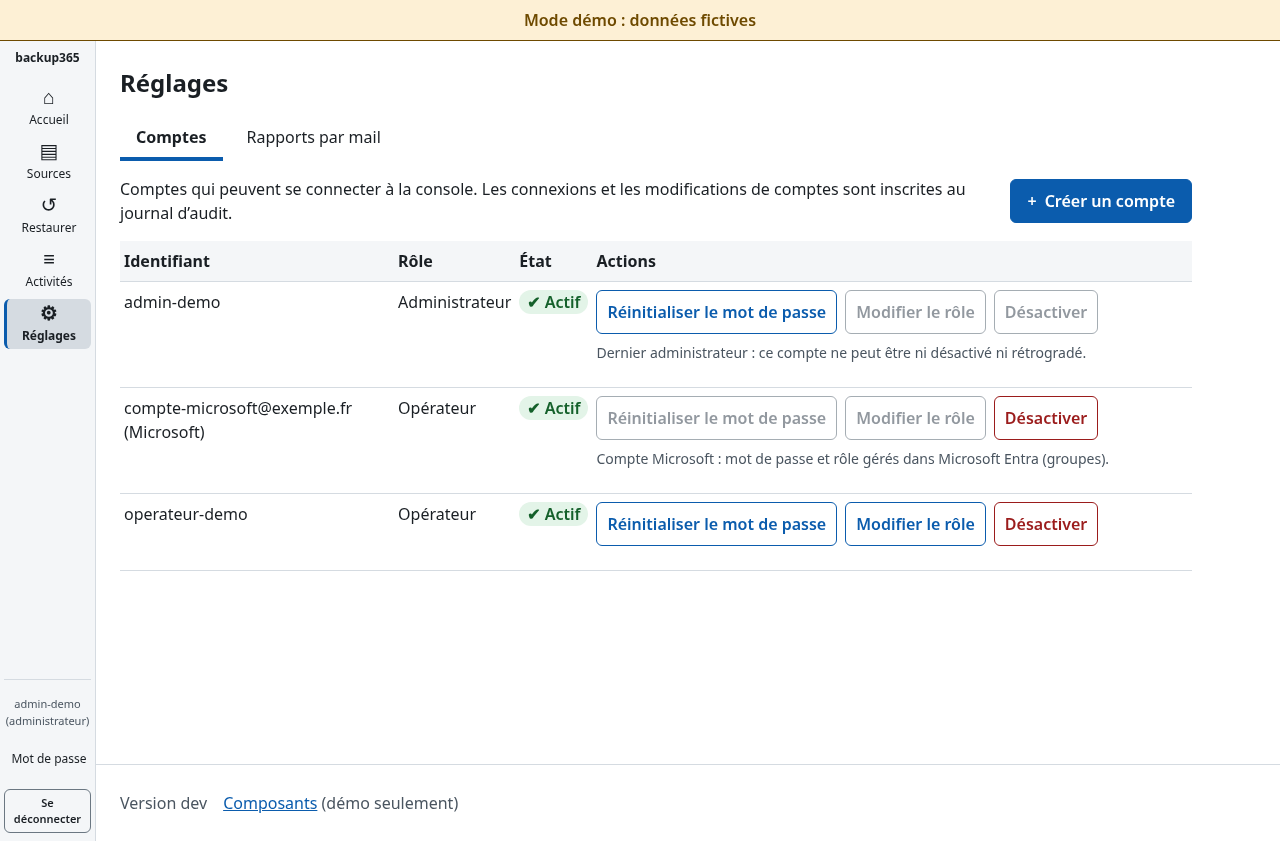 Mode démo : données fictives
backup365
Accueil
Sources
Restaurer
Activités
Réglages
admin-demo
(administrateur)
Mot de passe
Se
déconnecter
Réglages
Comptes Rapports par mail
Comptes qui peuvent se connecter à la console. Les connexions et les modifications de comptes sont inscrites au
journal d’audit.
+ Créer un compte
Identifiant Rôle État Actions
admin-demo Administrateur ✔ Actif Réinitialiser le mot de passe Modifier le rôle Désactiver
Dernier administrateur : ce compte ne peut être ni désactivé ni rétrogradé.
compte-microsoft@exemple.fr Opérateur ✔ Actif Réinitialiser le mot de passe Modifier le rôle Désactiver
(Microsoft)
Compte Microsoft : mot de passe et rôle gérés dans Microsoft Entra (groupes).
operateur-demo Opérateur ✔ Actif Réinitialiser le mot de passe Modifier le rôle Désactiver
Version dev Composants (démo seulement)